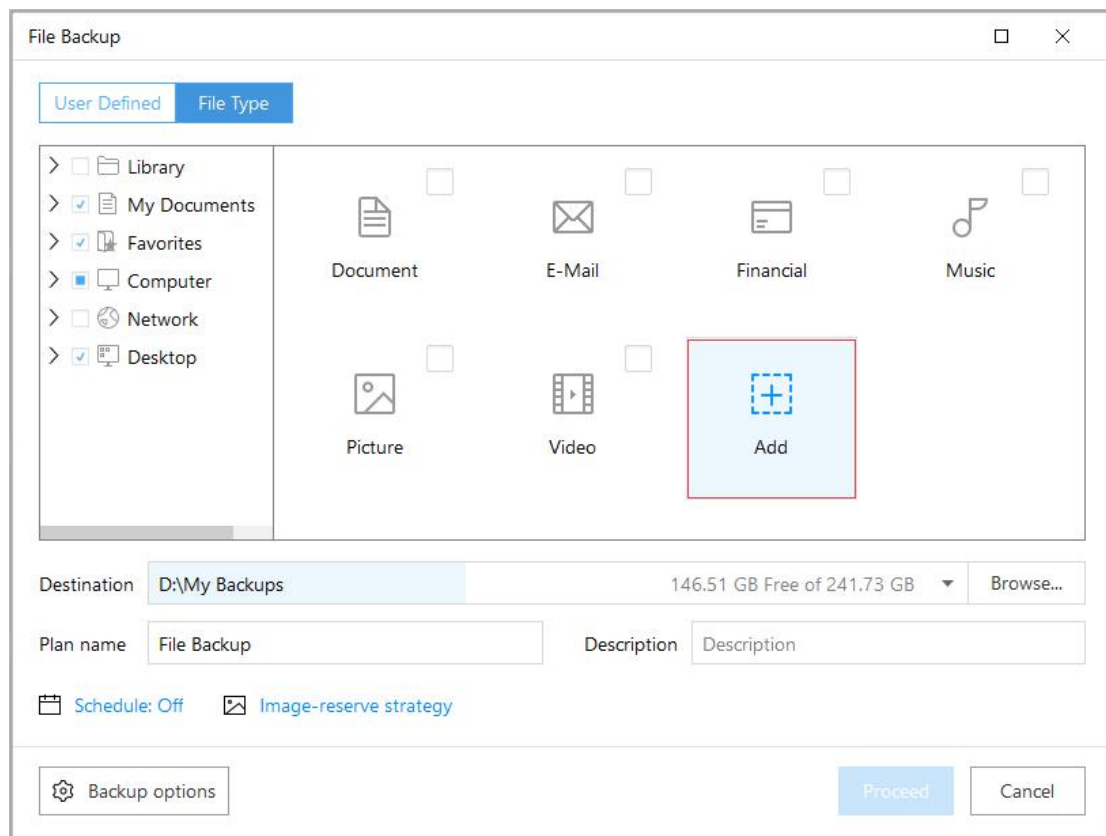 File Backup
User Defined
File Type
Library
My Documents
Favorites
Computer
Network
Desktop
Document
E-Mail
Financial
Music
Picture
Video
Add
Destination
D:\My Backups
146.51 GB Free of 241.73 GB
Browse...
Plan name
File Backup
Description
Description
Schedule: Off
Image-reserve strategy
Backup options
Proceed
Cancel